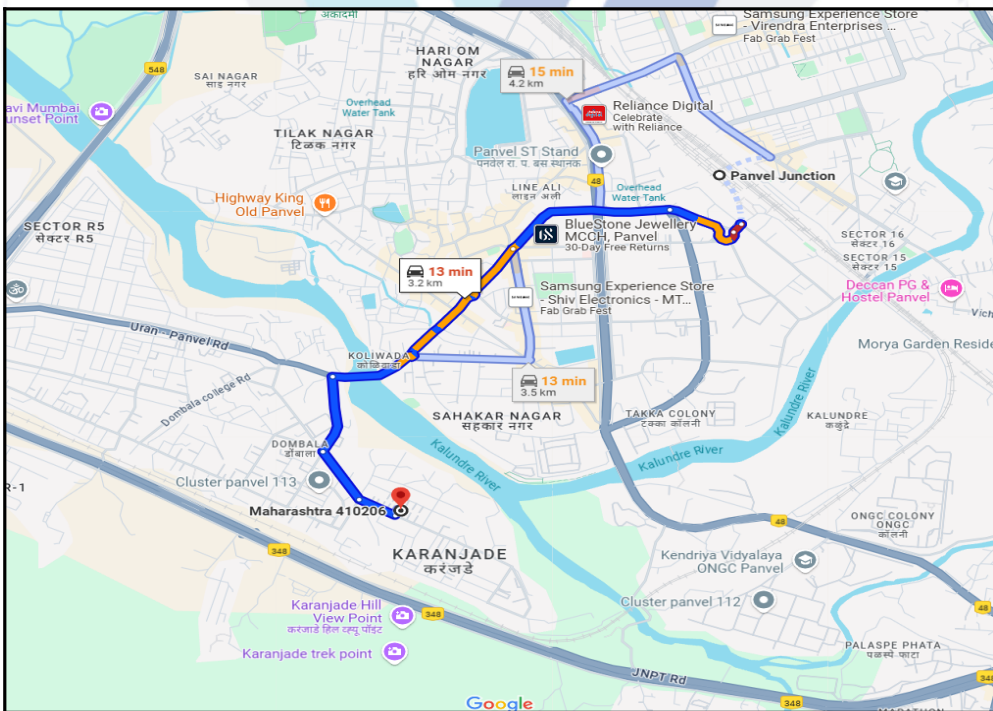 अकादमी
Samsung Experience Store
- Virendra Enterprises ...
Fab Grab Fest
HARI OM
NAGAR
हरि ओम नगर
548
SAI NAGAR
साइ नगर
15 min
4.2 km
avi Mumbai
unset Point
Overhead
Water Tank
Reliance Digital
Celebrate
with Reliance
TILAK NAGAR
टिळक नगर
Panvel ST Stand
पनवेल रा. प. बस स्थानक
Panvel Junction
LINE ALI
लाइन अली
48
Overhead
Water Tank
Highway King
Old Panvel
SECTOR R5
सेक्टर R5
BlueStone Jewellery
MCCH, Panvel
30-Day Free Returns
SECTOR 16
सेक्टर 16
SECTOR 15
सेक्टर 15
13 min
3.2 km
Samsung Experience Store
- Shiv Electronics - MT...
Fab Grab Fest
Deccan PG &
Hostel Panvel
Vich
Uran - Panvel Rd
Morya Garden Reside
KOLIWADA
कोळिवाडा
Dombala college Rd
13 min
3.5 km
Kalundre River
SAHAKAR NAGAR
सहकार नगर
TAKKA COLONY
टक्का कॉलनी
KALUNDRE
DOMBALA
डोंबाला
Kalundre River
Kalundre River
Cluster panvel 113
R-1
Maharashtra 410206
ONGC COLONY
ONGC
कॉलनी
48
348
KARANJADE
करंजडे
Kendriya Vidyalaya
ONGC Panvel
Karanjade Hill
View Point
करंजाडे हिल व्ह्यू पॉइंट
348
Cluster panvel 112
48
Karanjade trek point
PALASPE PHATA
पळस्पे फाटा
JNPT Rd
348
Google
348